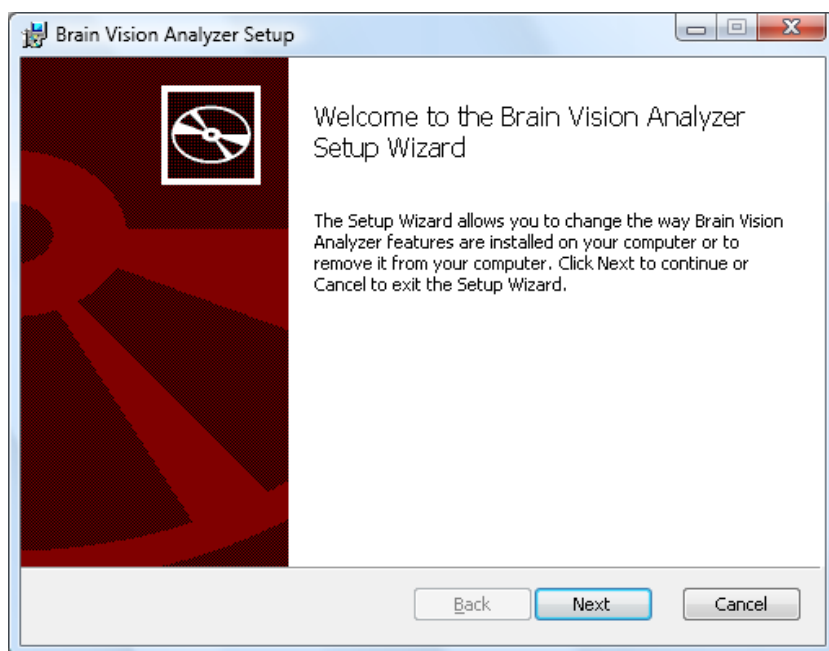 Brain Vision Analyzer Setup
Welcome to the Brain Vision Analyzer
Setup Wizard
The Setup Wizard allows you to change the way Brain Vision
Analyzer features are installed on your computer or to
remove it from your computer. Click Next to continue or
Cancel to exit the Setup Wizard.
Back Next Cancel